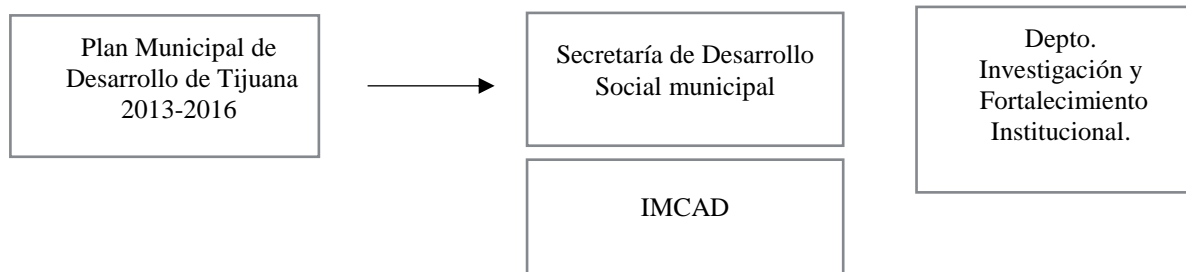 Plan Municipal de
Desarrollo de Tijuana
2013-2016
Secretaría de Desarrollo
Social municipal
IMCAD
Depto.
Investigación y
Fortalecimiento
Institucional.